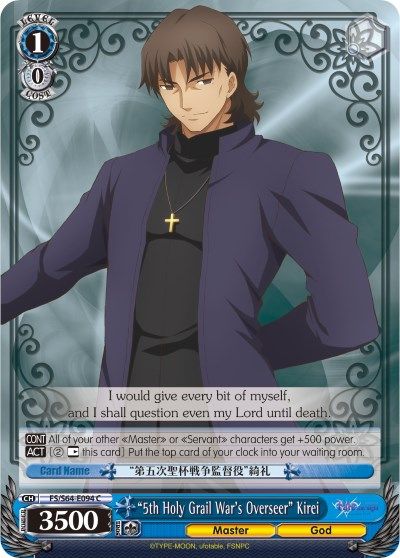 LEVEL
1
0
COST
I would give every bit of myself,
and I shall question even my Lord until death.
CONT All of your other «Master» or «Servant» characters get +500 power.
ACT [② this card] Put the top card of your clock into your waiting room.
Card Name "第五次聖杯戦争監督役"綺礼
CH FS/S64-E094 C
POWER 3500 SOUL "5th Holy Grail War's Overseer" Kirei
Master God
©TYPE-MOON, ufotable, FSNPC